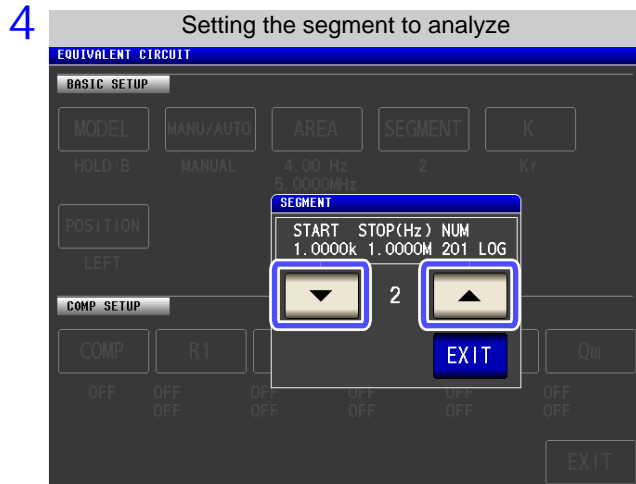 4 Setting the segment to analyze
EQUIVALENT CIRCUIT
BASIC SETUP
MODEL MANU/AUTO AREA SEGMENT K
HOLD:B MANUAL 4.00 Hz 2 Kr
5.0000MHz
POSITION
LEFT
SEGMENT
START STOP(Hz) NUM
1.0000k 1.0000M 201 LOG
2
EXIT
COMP SETUP
COMP R1 Qm
OFF OFF OFF OFF OFF OFF
OFF OFF OFF OFF OFF
EXIT